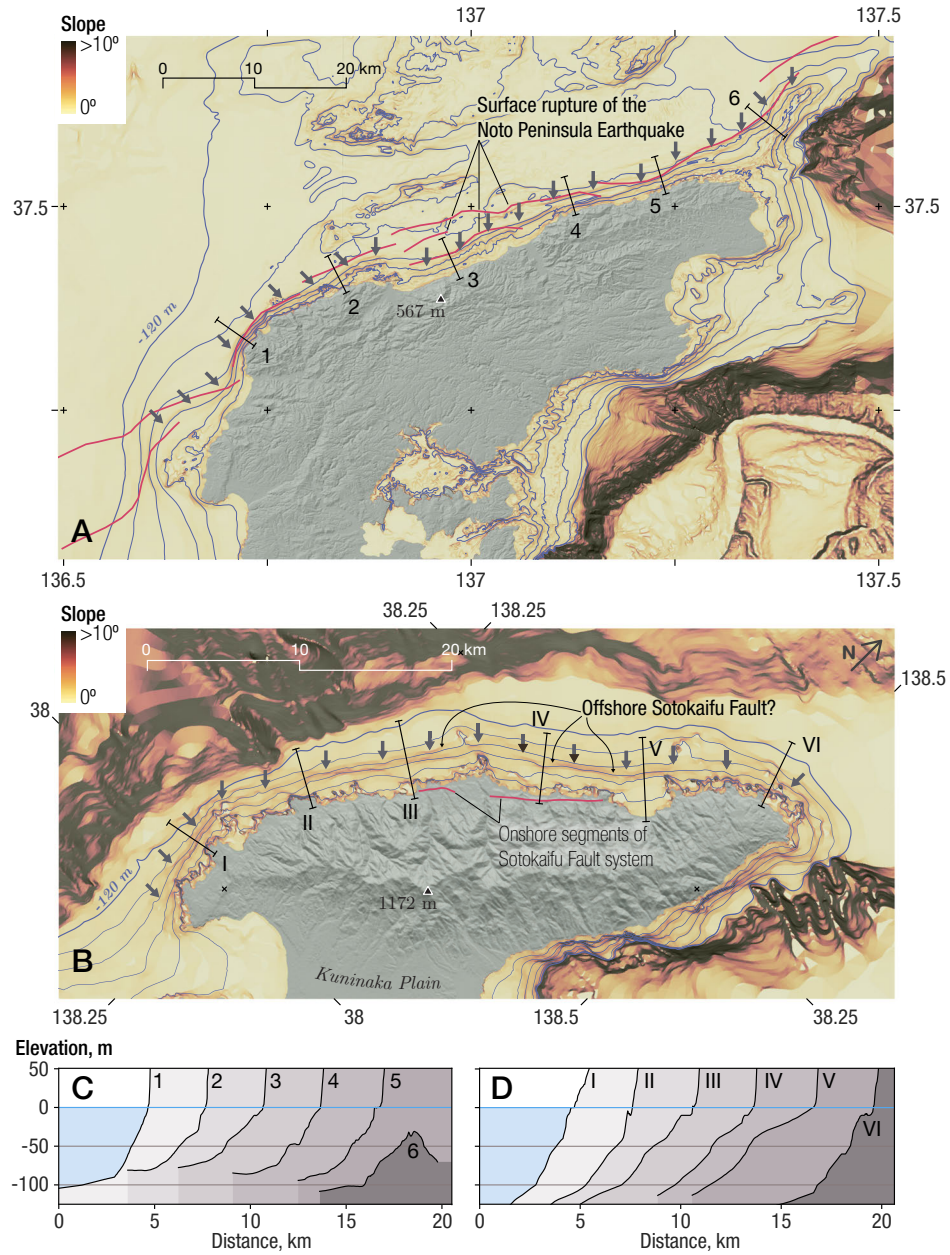 Slope
>10º
0º
137
137.5
0
10
20 km
Surface rupture of the
Noto Peninsula Earthquake
6
5
4
3
2
1
37.5
37.5
567 m
-120 m
A
136.5
137
137.5
38.25
38.25
Slope
>10º
0º
0
10
20 km
N
38
138.5
Offshore Sotokaifu Fault?
IV
V
VI
III
II
I
Onshore segments of
Sotokaifu Fault system
-120 m
1172 m
B
Kuninaka Plain
138.25
38
138.5
38.25
Elevation, m
50
0
-50
-100
C
1
2
3
4
5
6
0
5
10
15
20
Distance, km
D
I
II
III
IV
V
VI
0
5
10
15
20
Distance, km